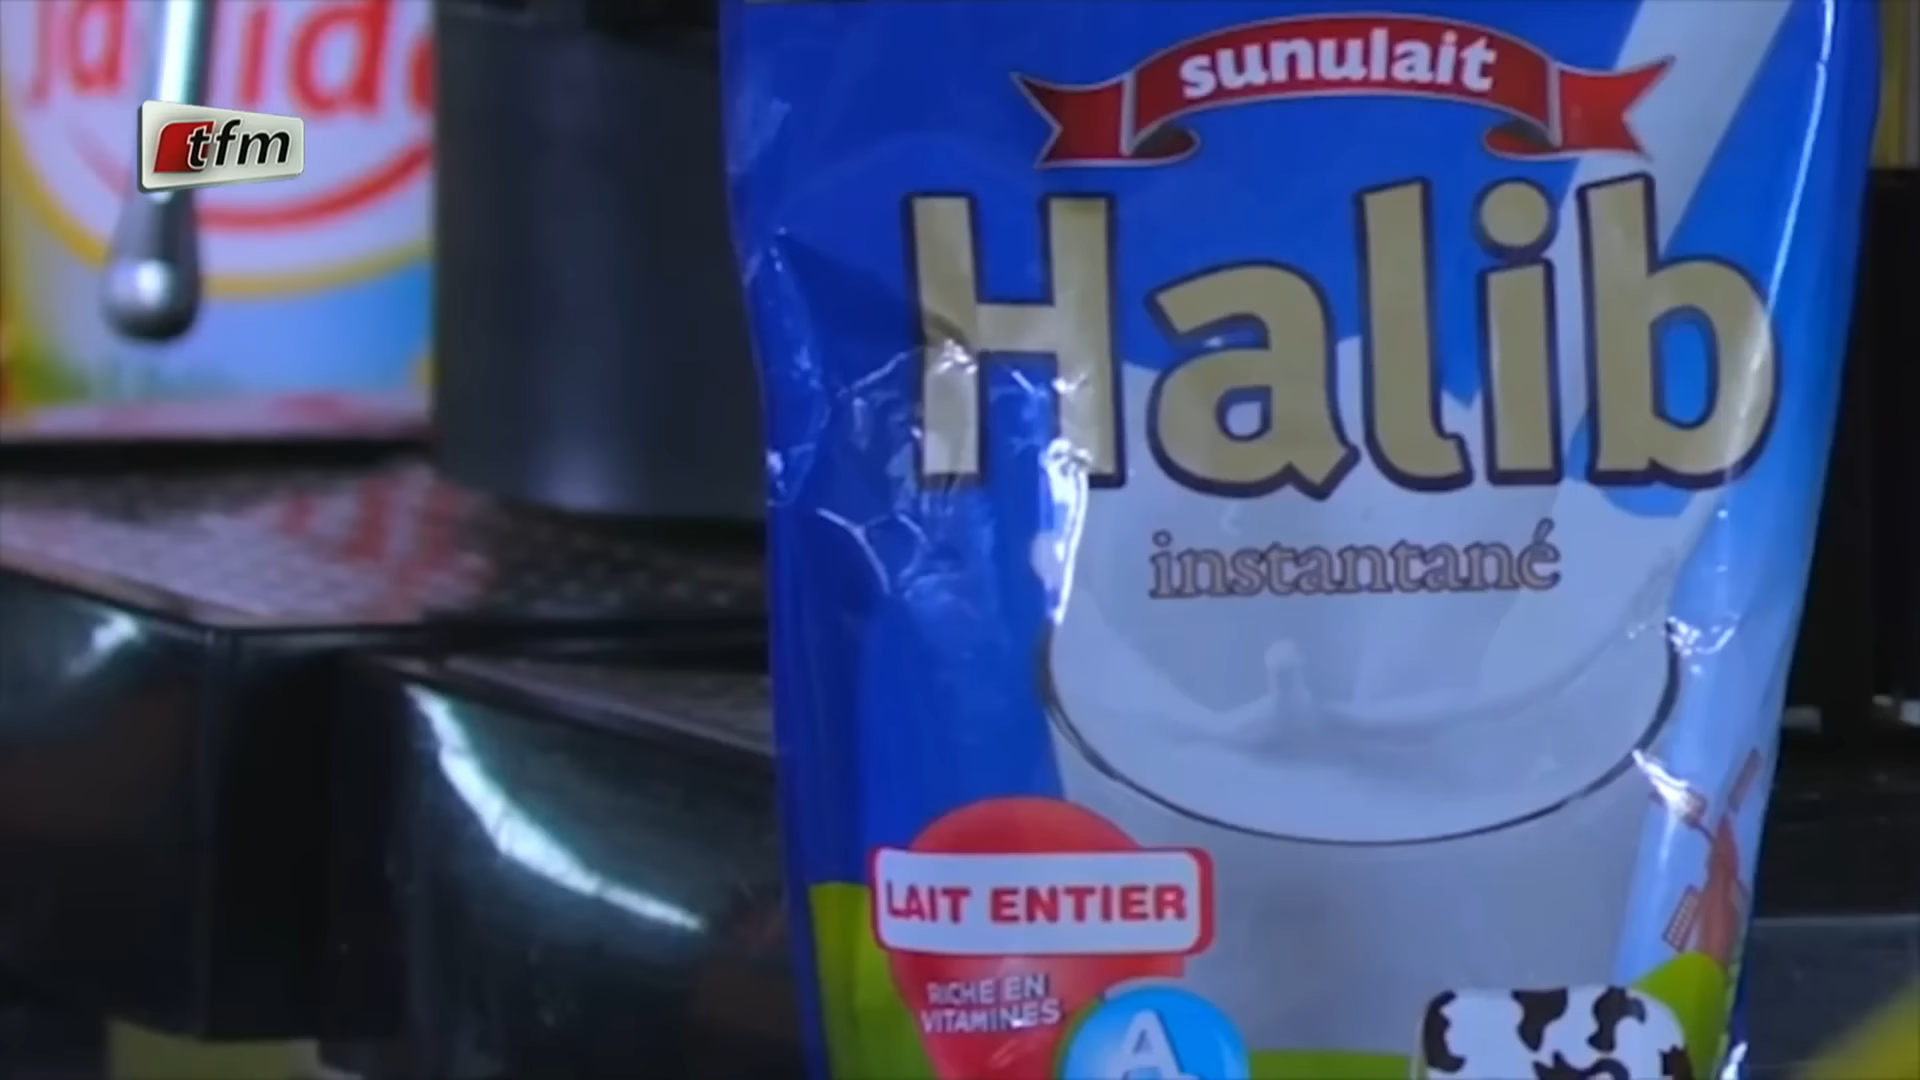 tfm
sunulait
Halib
instantané
LAIT ENTIER
RICHE EN
VITAMINES
A